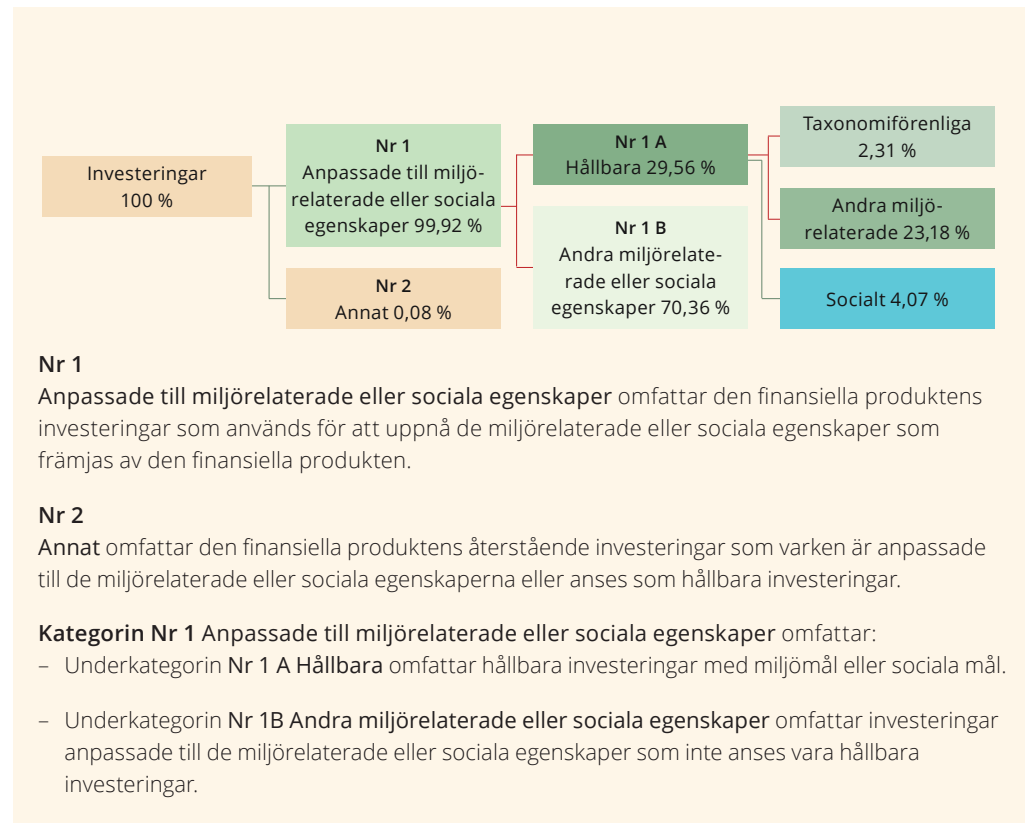 Investeringar
100 %
Nr 1
Anpassade till miljö-
relaterade eller sociala
egenskaper 99,92 %
Nr 2
Annat 0,08 %
Nr 1 A
Hållbara 29,56 %
Nr 1 B
Andra miljörelate-
rade eller sociala
egenskaper 70,36 %
Taxonomiförenliga
2,31 %
Andra miljö-
relaterade 23,18 %
Socialt 4,07 %
Nr 1
Anpassade till miljörelaterade eller sociala egenskaper omfattar den finansiella produktens
investeringar som används för att uppnå de miljörelaterade eller sociala egenskaper som
främjas av den finansiella produkten.
Nr 2
Annat omfattar den finansiella produktens återstående investeringar som varken är anpassade
till de miljörelaterade eller sociala egenskaperna eller anses som hållbara investeringar.
Kategorin Nr 1 Anpassade till miljörelaterade eller sociala egenskaper omfattar:
– Underkategorin Nr 1 A Hållbara omfattar hållbara investeringar med miljömål eller sociala mål.
– Underkategorin Nr 1B Andra miljörelaterade eller sociala egenskaper omfattar investeringar
anpassade till de miljörelaterade eller sociala egenskaper som inte anses vara hållbara
investeringar.